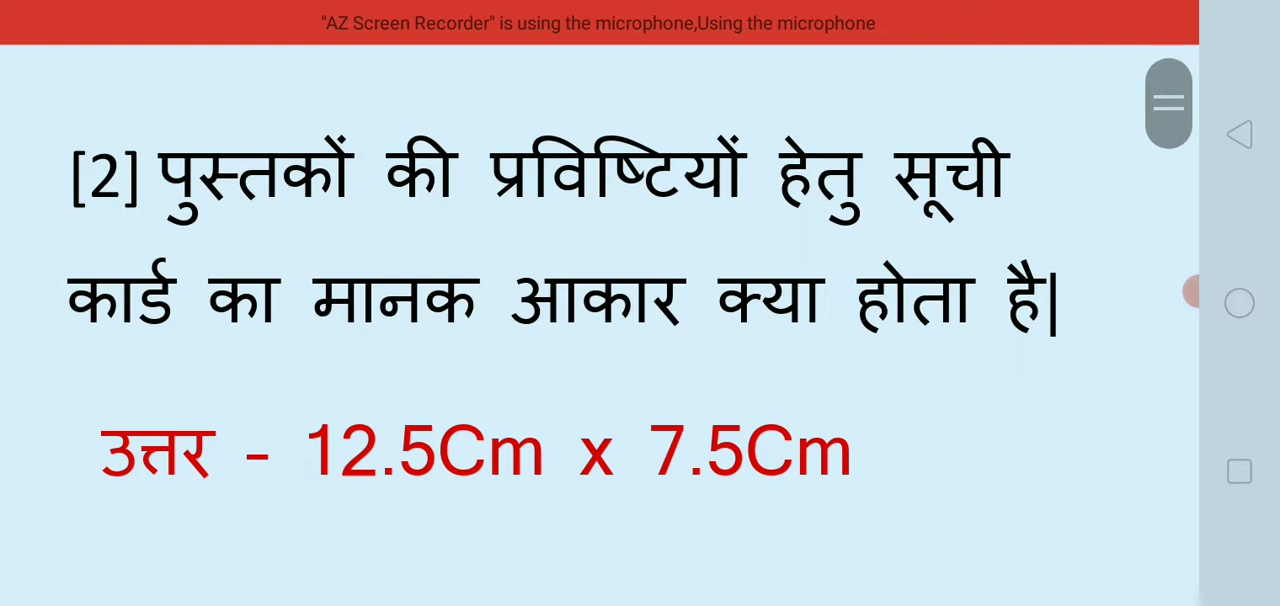 "AZ Screen Recorder" is using the microphone,Using the microphone
[2] पुस्तकों की प्रविष्टियों हेतु सूची
कार्ड का मानक आकार क्या होता है|
उत्तर - 12.5Cm x 7.5Cm